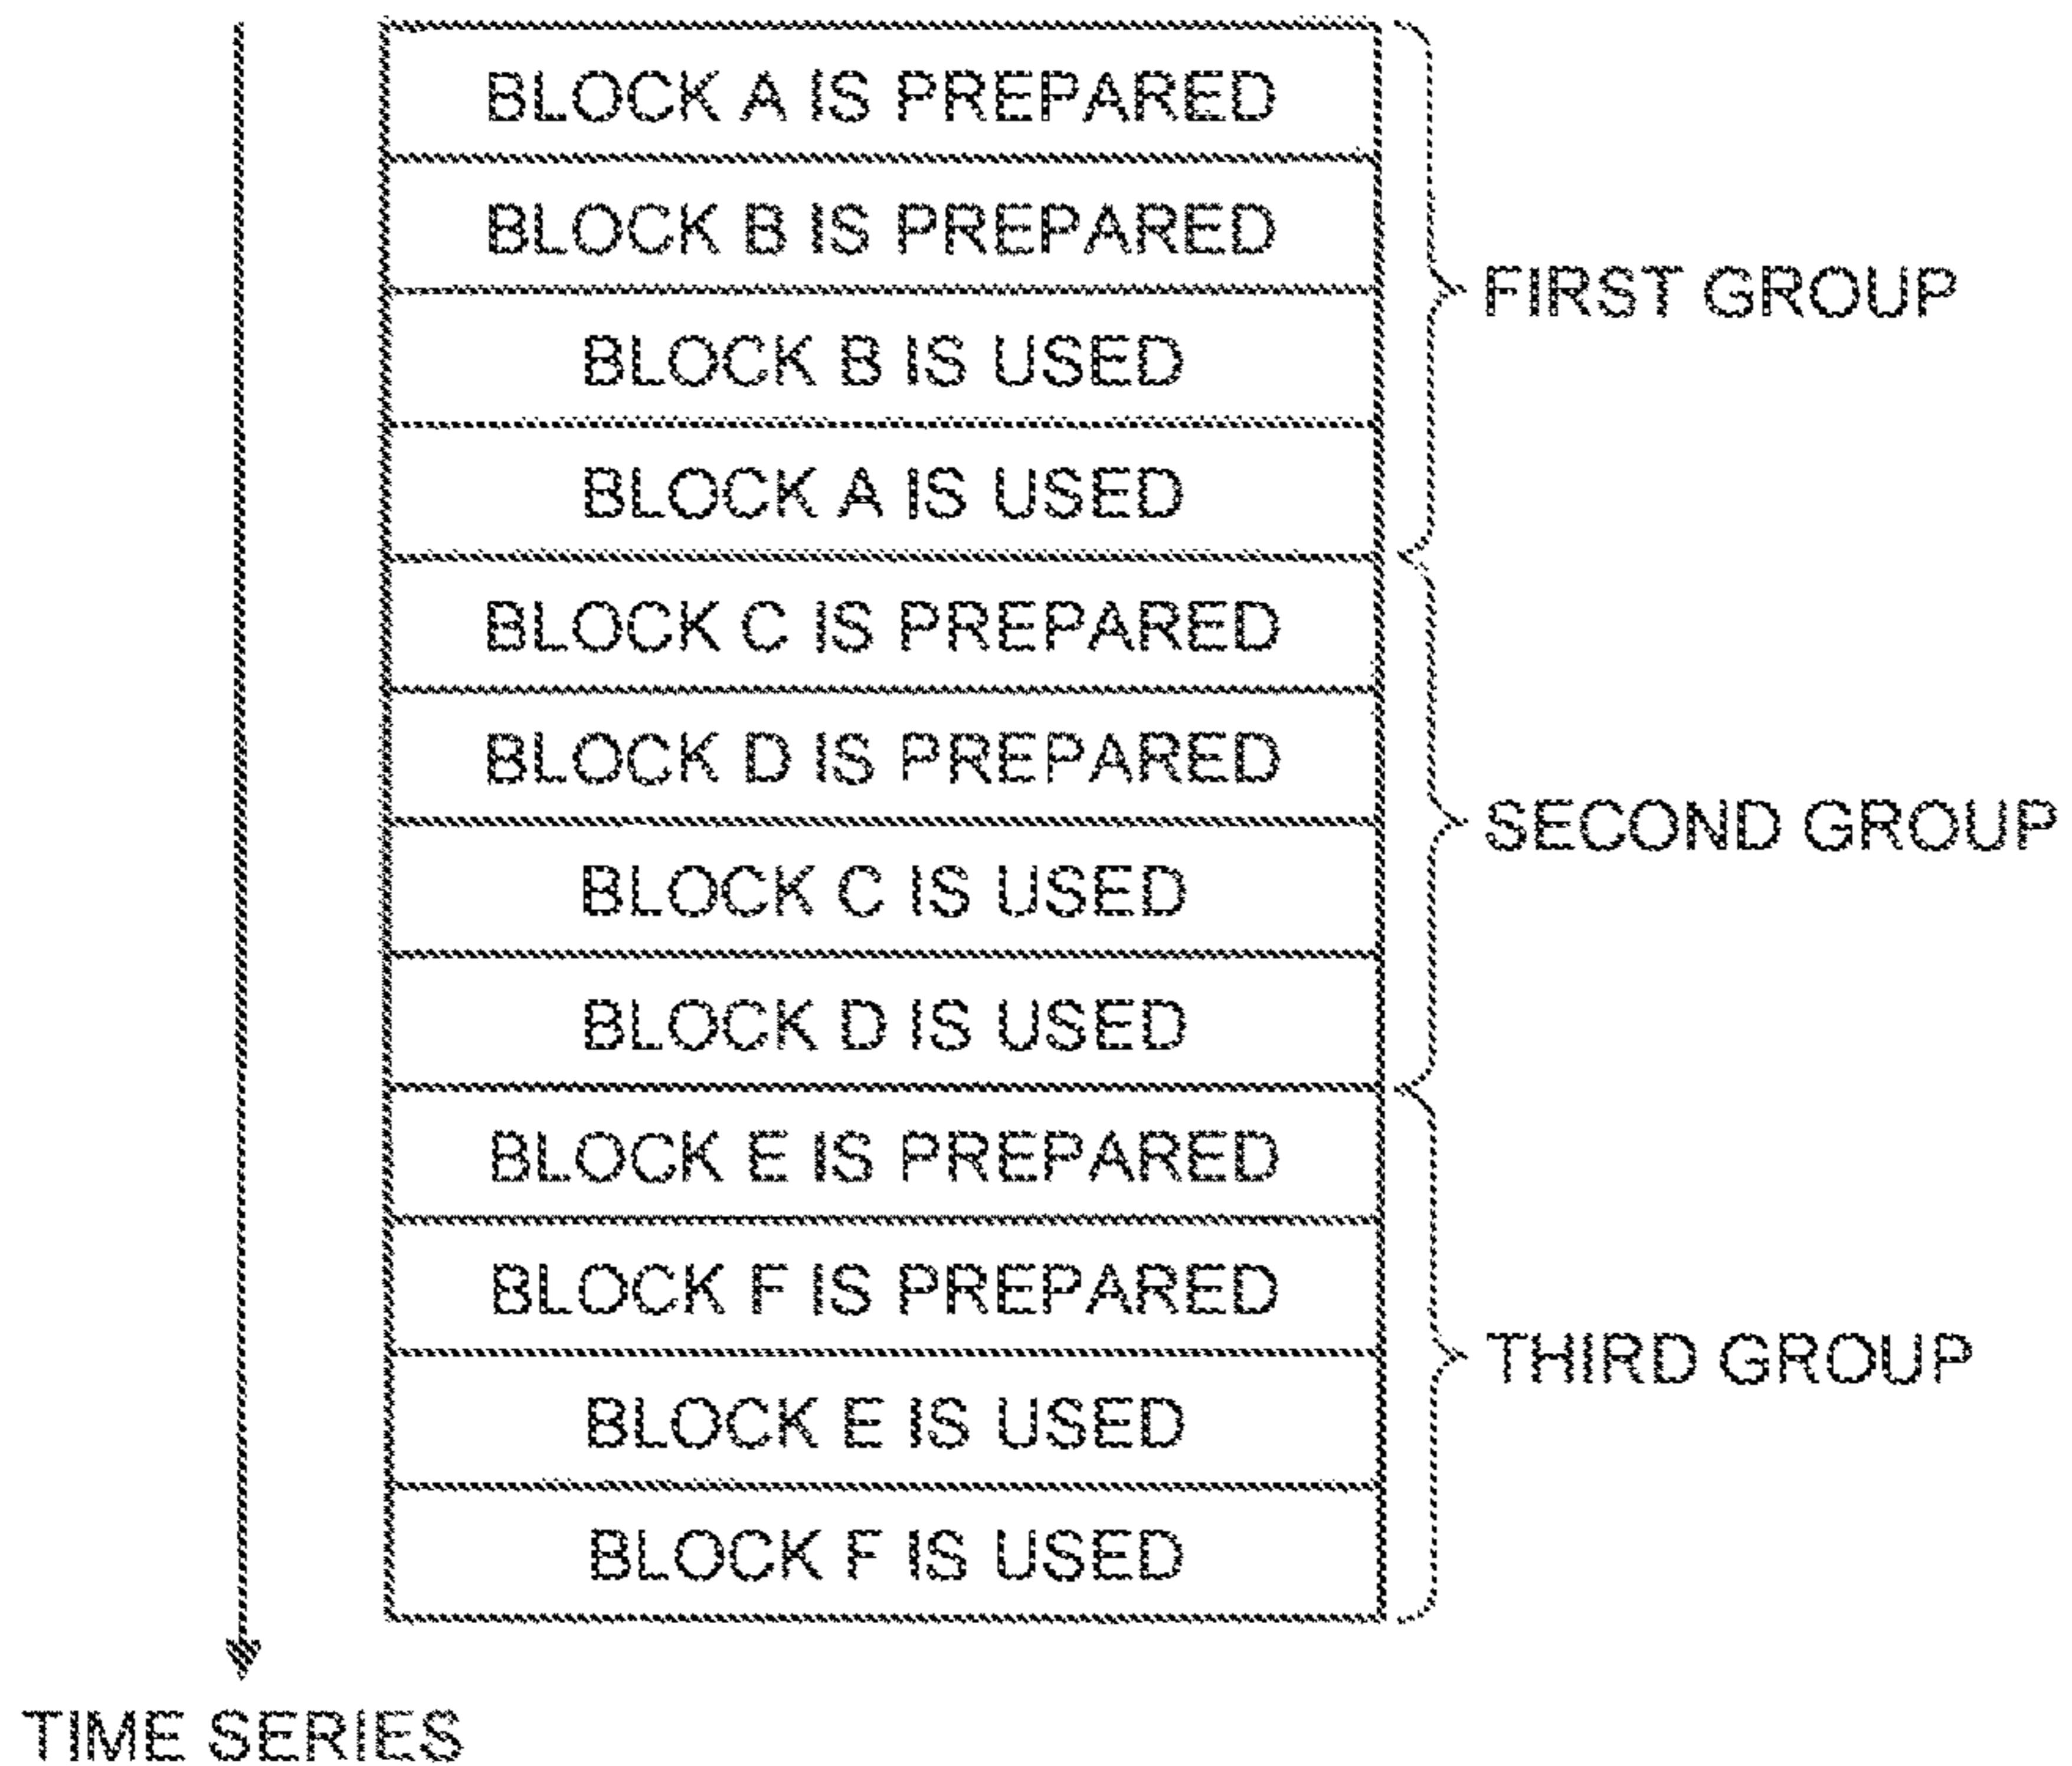 BLOCK A IS PREPARED
BLOCK B IS PREPARED
BLOCK B IS USED
BLOCK A IS USED
FIRST GROUP
BLOCK C IS PREPARED
BLOCK D IS PREPARED
BLOCK C IS USED
BLOCK D IS USED
SECOND GROUP
BLOCK E IS PREPARED
BLOCK F IS PREPARED
BLOCK E IS USED
BLOCK F IS USED
THIRD GROUP
TIME SERIES